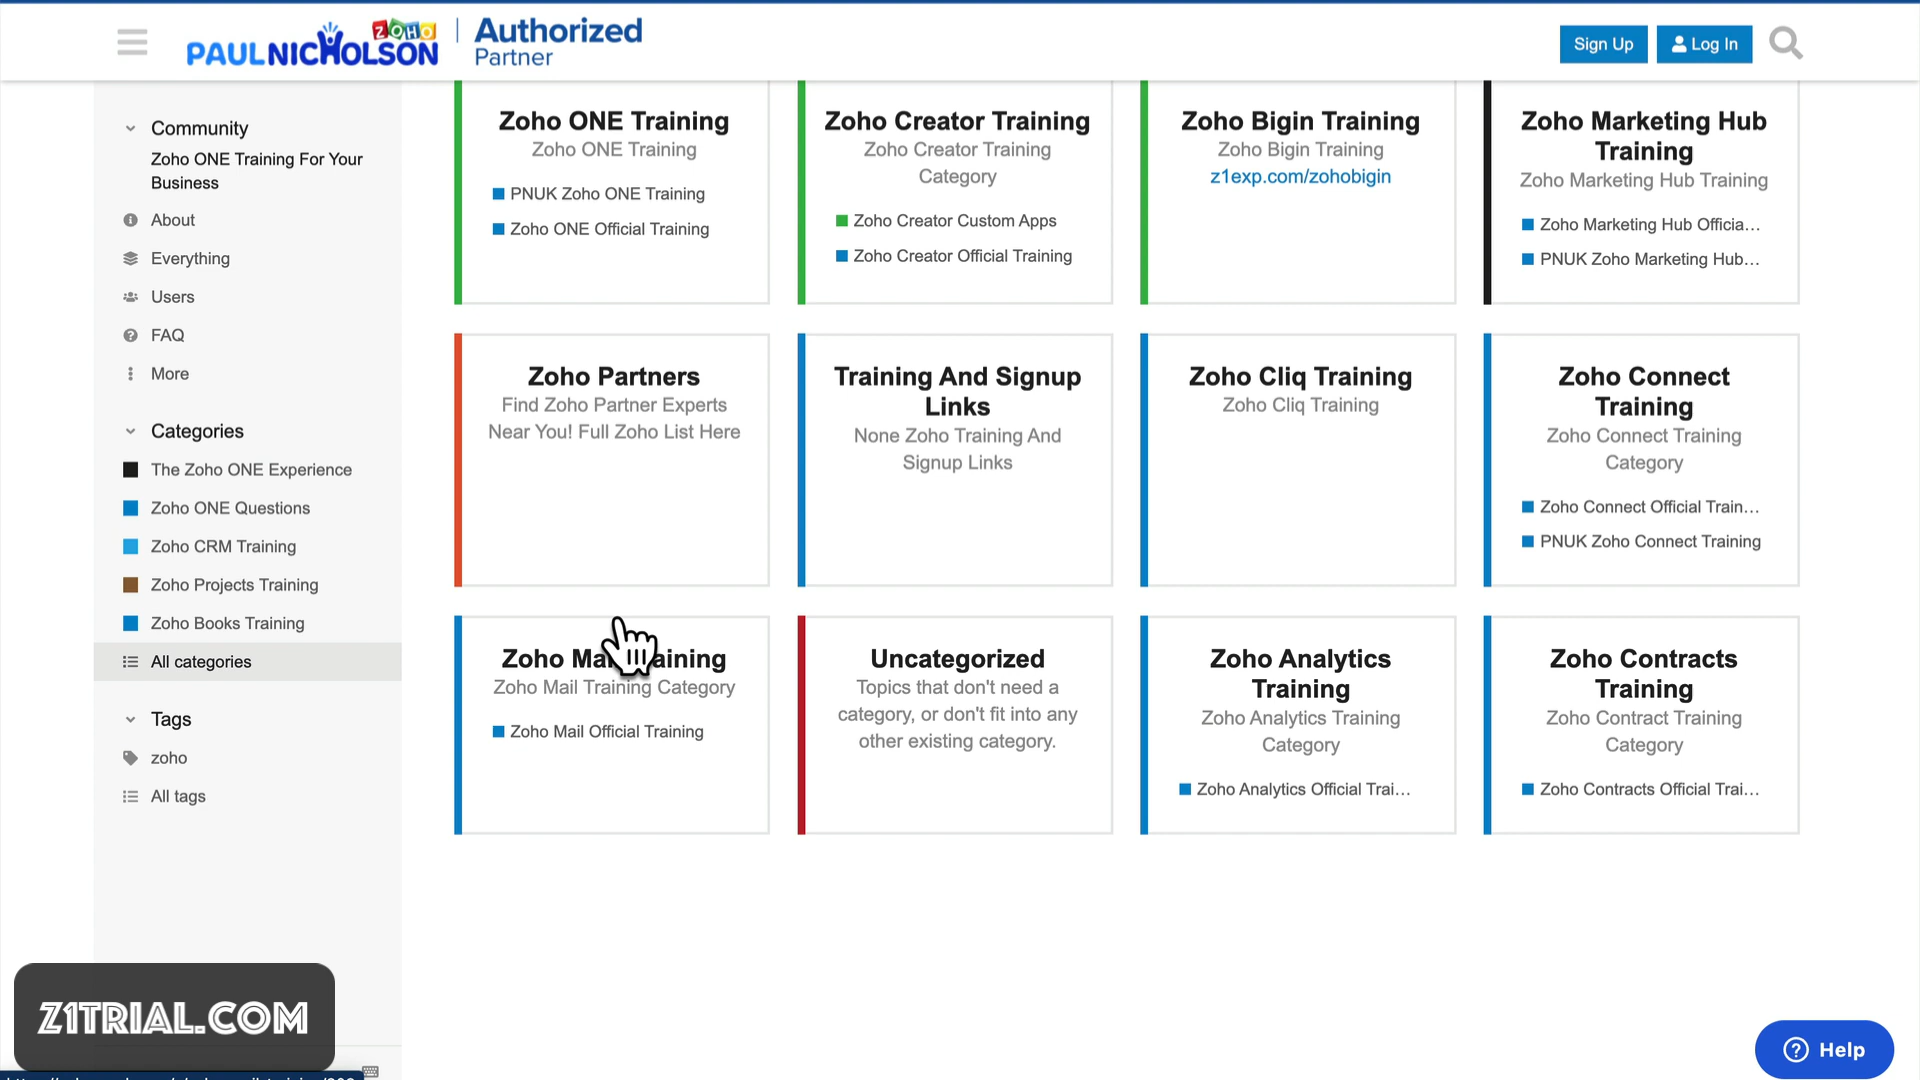 ZOHO
PAULNICHOLSON
Authorized
Partner
Sign Up
Log In
Community
Zoho ONE Training For Your
Business
About
Everything
Users
FAQ
More
Categories
The Zoho ONE Experience
Zoho ONE Questions
Zoho CRM Training
Zoho Projects Training
Zoho Books Training
All categories
Tags
zoho
All tags
Zoho ONE Training
Zoho ONE Training
PNUK Zoho ONE Training
Zoho ONE Official Training
Zoho Creator Training
Zoho Creator Training
Category
Zoho Creator Custom Apps
Zoho Creator Official Training
Zoho Bigin Training
Zoho Bigin Training
z1exp.com/zohobigin
Zoho Marketing Hub
Training
Zoho Marketing Hub Training
Zoho Marketing Hub Officia...
PNUK Zoho Marketing Hub...
Zoho Partners
Find Zoho Partner Experts
Near You! Full Zoho List Here
Training And Signup
Links
None Zoho Training And
Signup Links
Zoho Cliq Training
Zoho Cliq Training
Zoho Connect
Training
Zoho Connect Training
Category
Zoho Connect Official Train...
PNUK Zoho Connect Training
Zoho Training
Zoho Mail Training Category
Zoho Mail Official Training
Uncategorized
Topics that don't need a
category, or don't fit into any
other existing category.
Zoho Analytics
Training
Zoho Analytics Training
Category
Zoho Analytics Official Trai...
Zoho Contracts
Training
Zoho Contract Training
Category
Zoho Contracts Official Trai...
Z1TRIAL.COM
Help